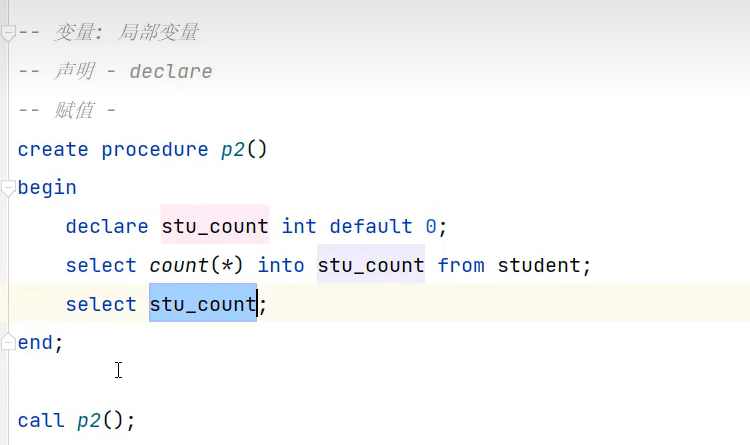 -- 变量: 局部变量
-- 声明 - declare
-- 赋值 -
create procedure p2()
begin
    declare stu_count int default 0;
    select count(*) into stu_count from student;
    select stu_count;
end;
call p2();